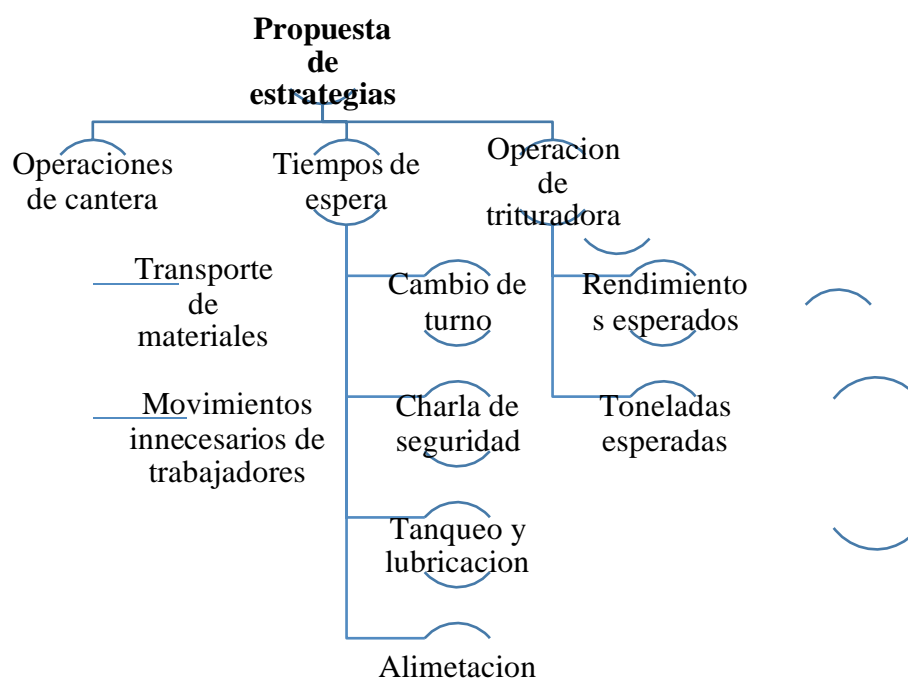 Propuesta
de
estrategias
Operaciones
de cantera
Tiempos de
espera
Operacion
de
trituradora
Transporte
de
materiales
Movimientos
innecesarios de
trabajadores
Cambio de
turno
Charla de
seguridad
Tanqueo y
lubricacion
Alimetacion
Rendimiento
s esperados
Toneladas
esperadas